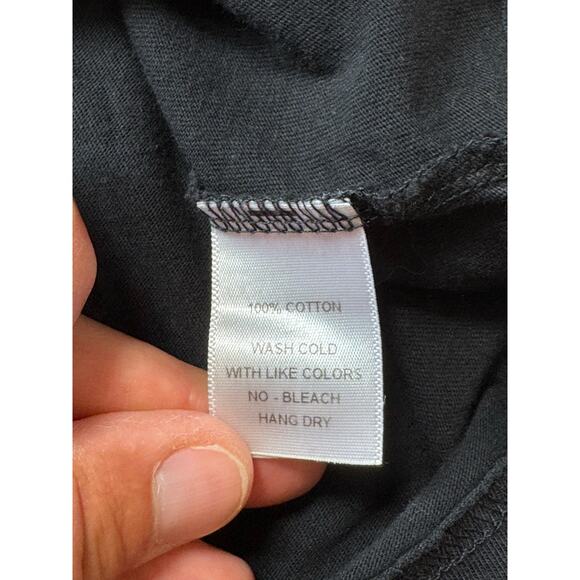 100% COTTON
WASH COLD
WITH LIKE COLORS
NO - BLEACH
HANG DRY